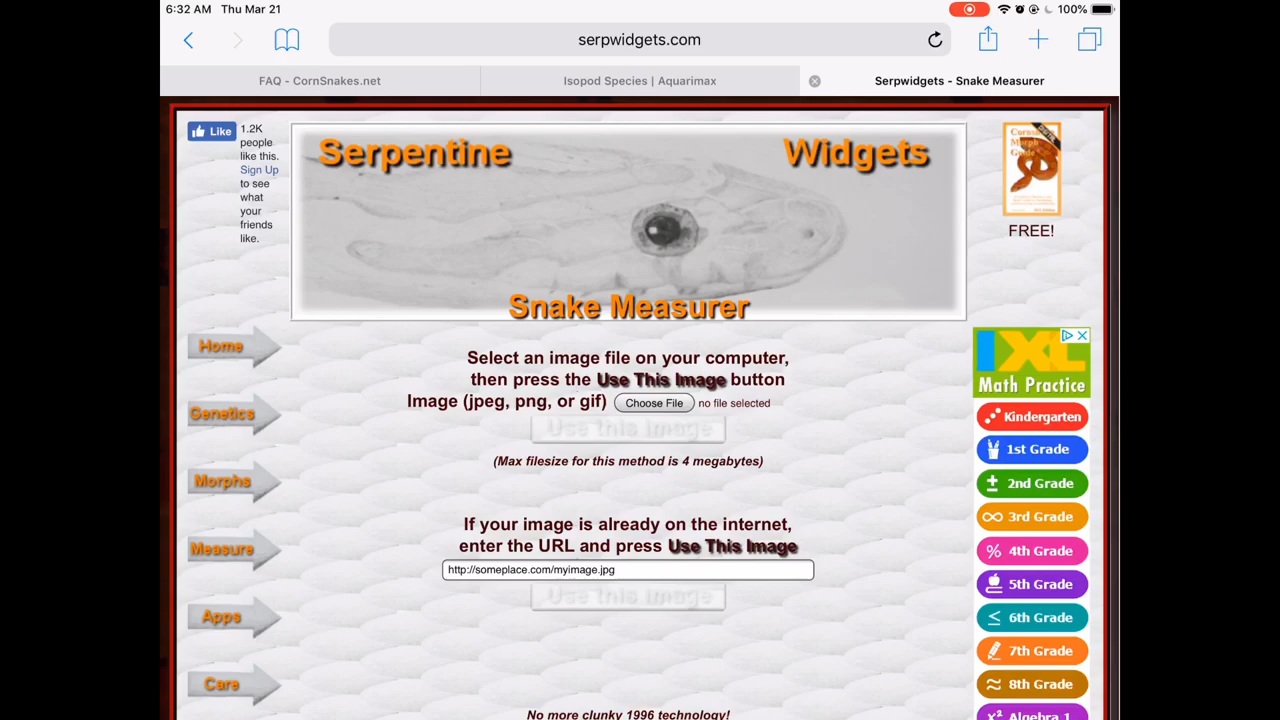 6:32 AM Thu Mar 21
100%
serpwidgets.com
FAQ - CornSnakes.net
Isopod Species | Aquarimax
Serpwidgets - Snake Measurer
Like
1.2K
people
like this.
Sign Up
to see
what
your
friends
like.
Serpentine Widgets
Snake Measurer
FREE!
Home
Genetics
Morphs
Measure
Apps
Care
Select an image file on your computer,
then press the Use This Image button
Image (jpeg, png, or gif) Choose File no file selected
Use this Image
(Max filesize for this method is 4 megabytes)
If your image is already on the internet,
enter the URL and press Use This Image
http://someplace.com/myimage.jpg
Use this Image
No more clunky 1996 technology!
IXL
Math Practice
Kindergarten
1st Grade
2nd Grade
3rd Grade
4th Grade
5th Grade
6th Grade
7th Grade
8th Grade
Algebra 1